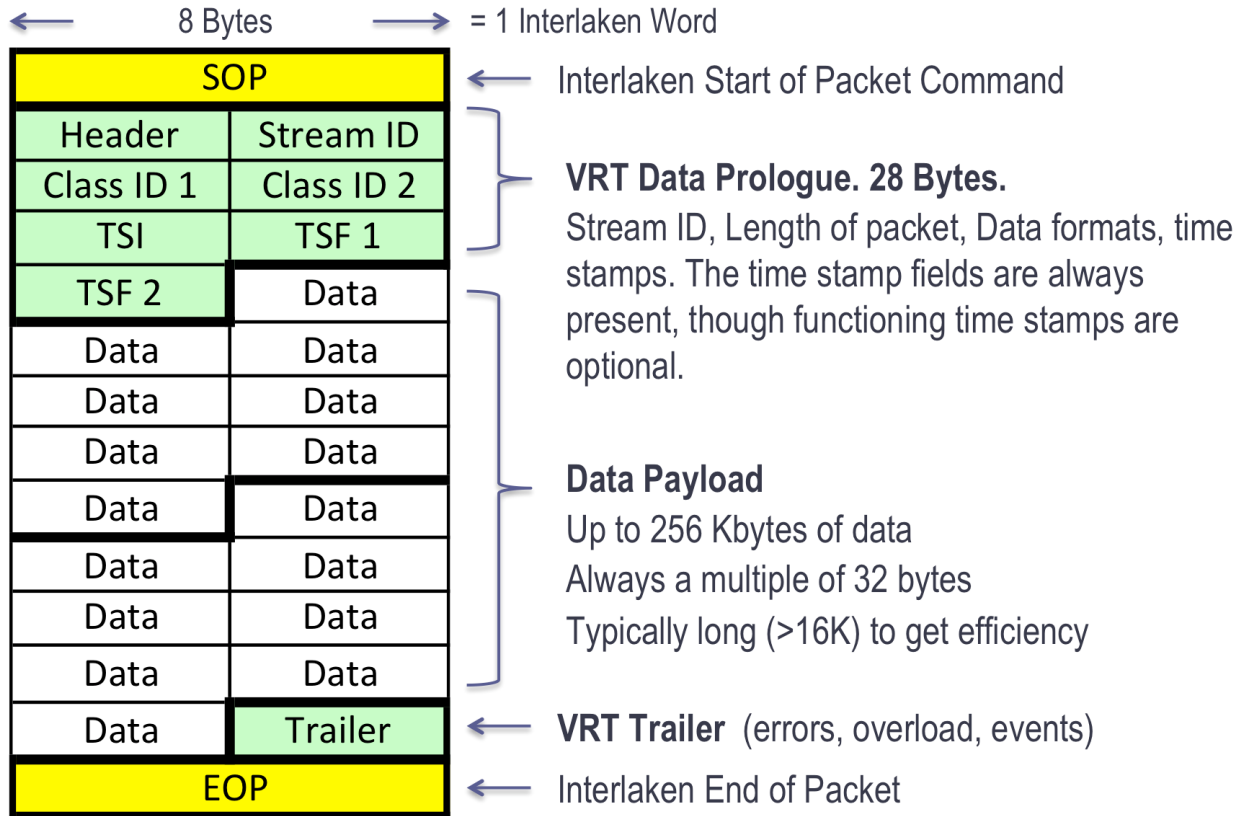 8 Bytes = 1 Interlaken Word
SOP
Interlaken Start of Packet Command
Header Stream ID
Class ID 1 Class ID 2
TSI TSF 1
TSF 2 Data
VRT Data Prologue. 28 Bytes.
Stream ID, Length of packet, Data formats, time
stamps. The time stamp fields are always
present, though functioning time stamps are
optional.
Data Data
Data Data
Data Data
Data Data
Data Data
Data Data
Data Data
Data Payload
Up to 256 Kbytes of data
Always a multiple of 32 bytes
Typically long (>16K) to get efficiency
Data Trailer
VRT Trailer (errors, overload, events)
EOP
Interlaken End of Packet